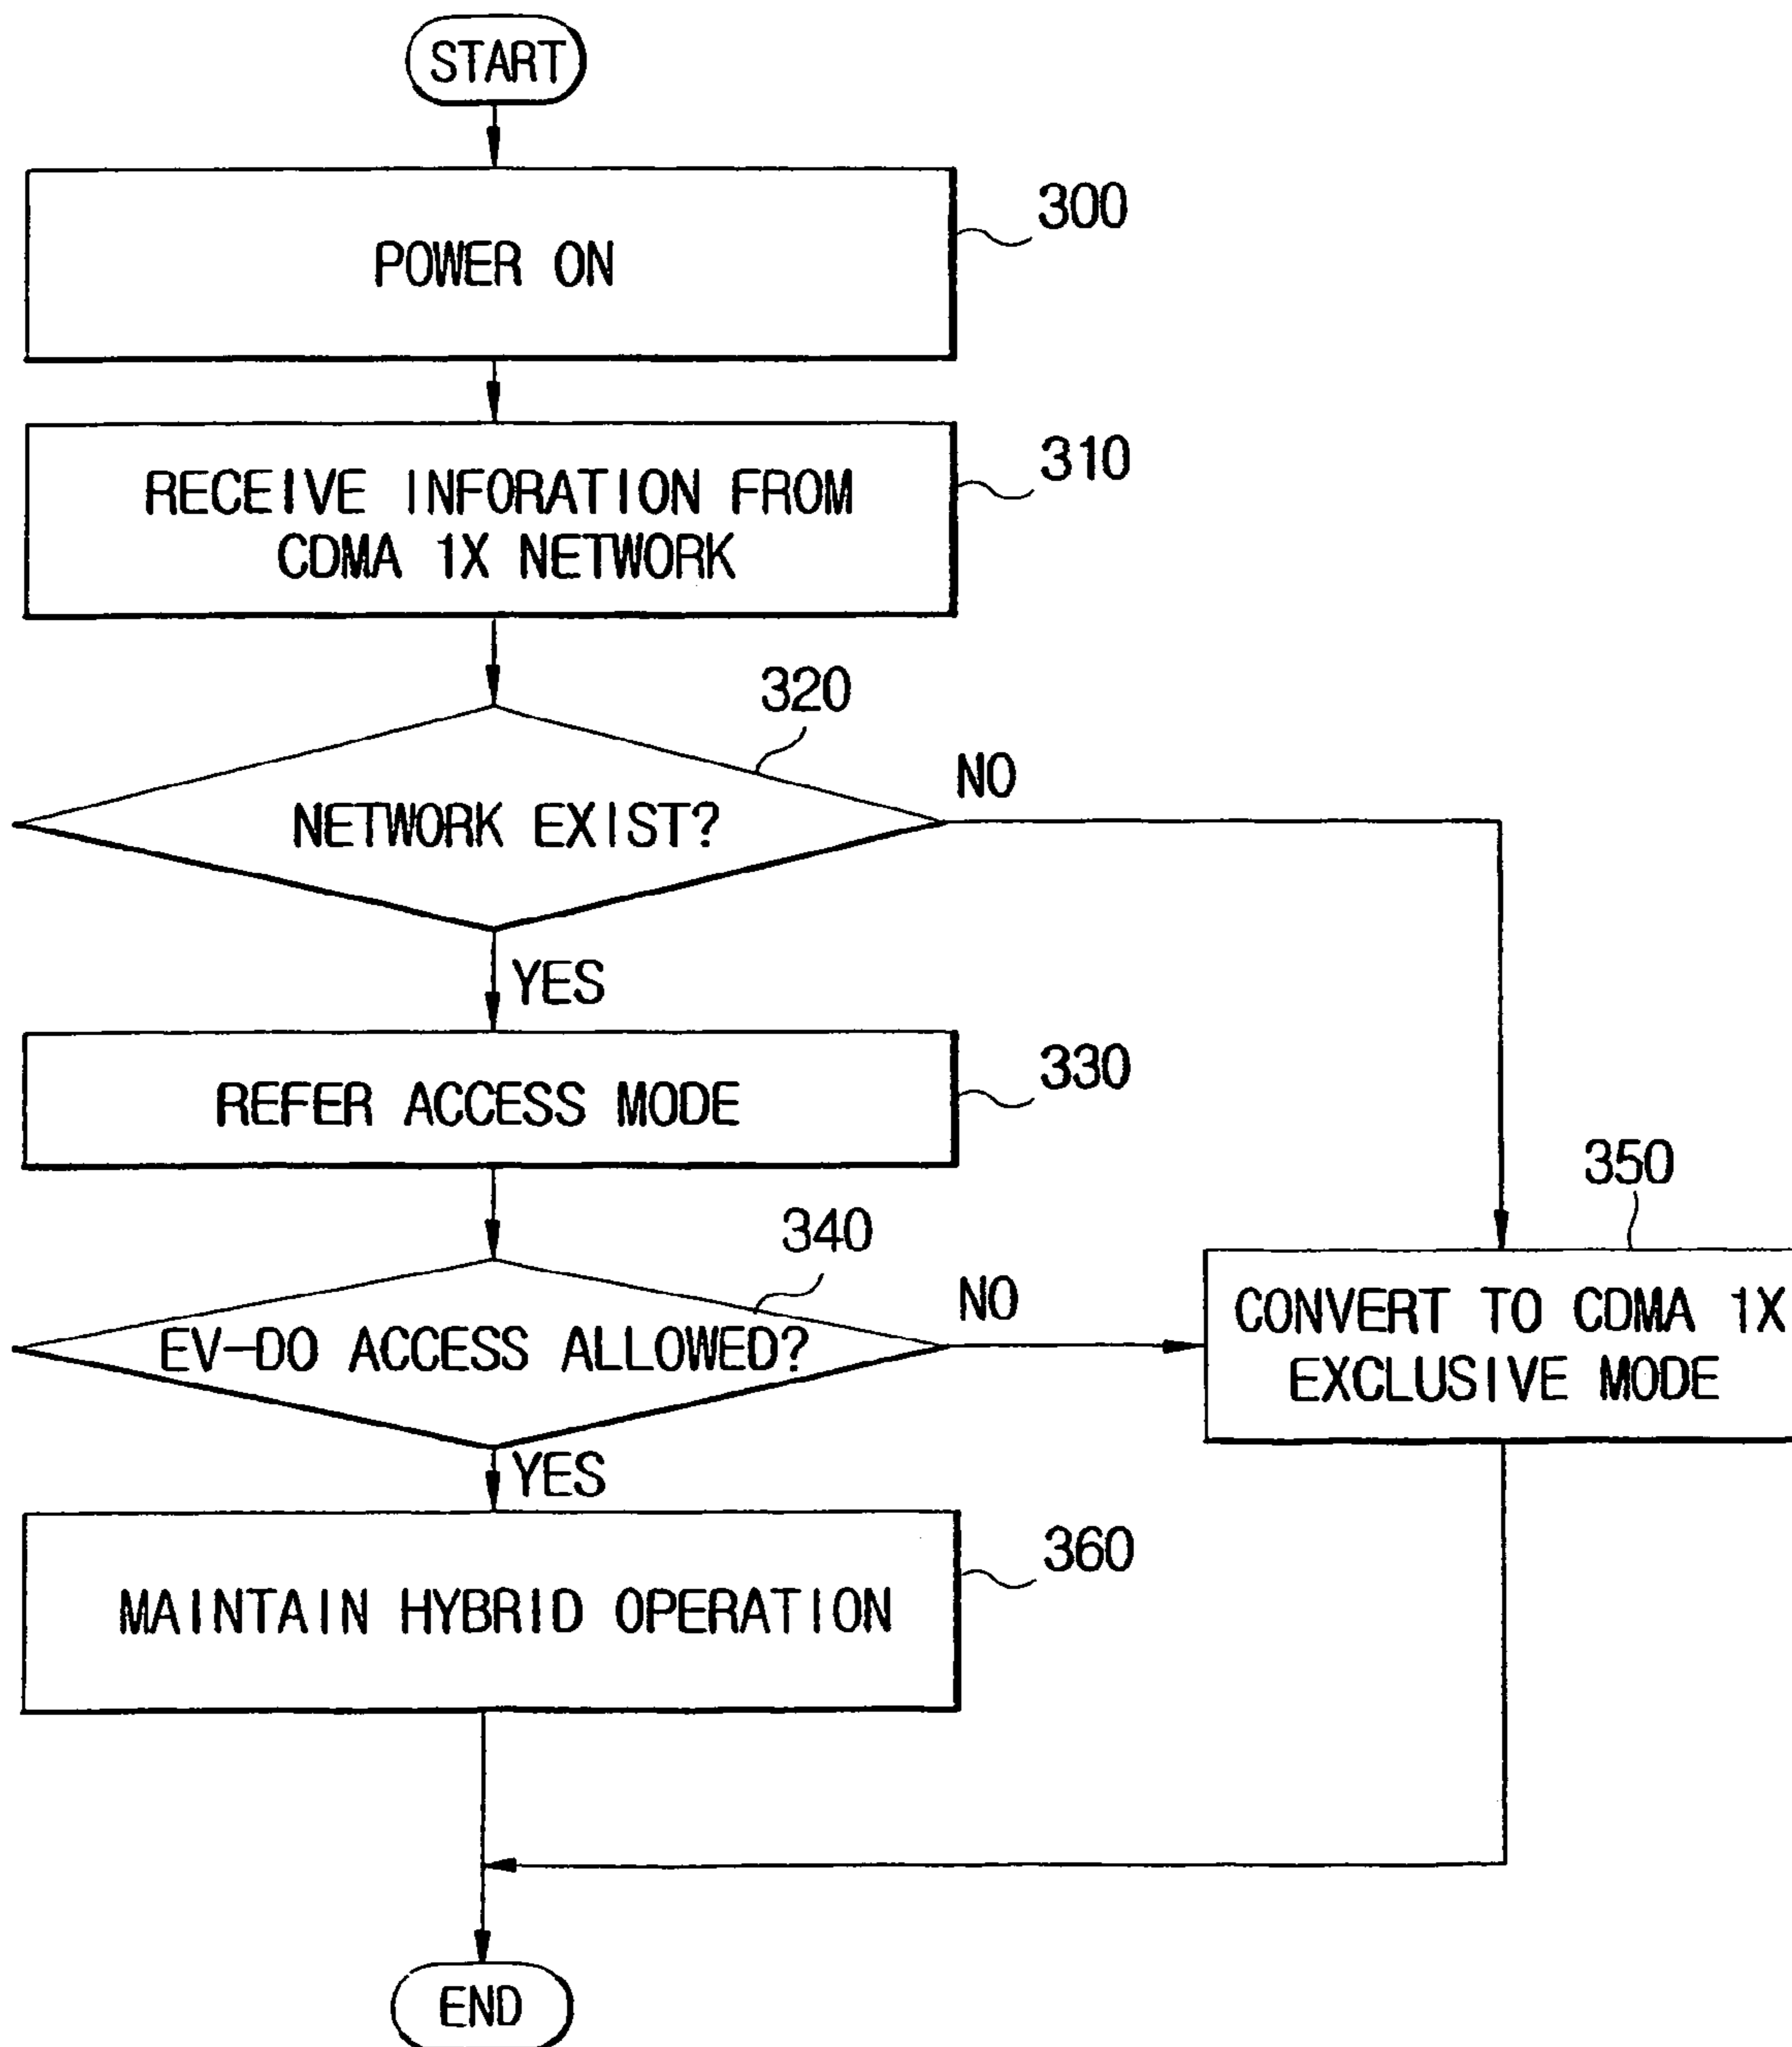 START
POWER ON
300
RECEIVE INFORATION FROM
CDMA 1X NETWORK
310
320
NETWORK EXIST?
NO
YES
REFER ACCESS MODE
330
340
EV-DO ACCESS ALLOWED?
NO
350
CONVERT TO CDMA 1X
EXCLUSIVE MODE
YES
MAINTAIN HYBRID OPERATION
360
END